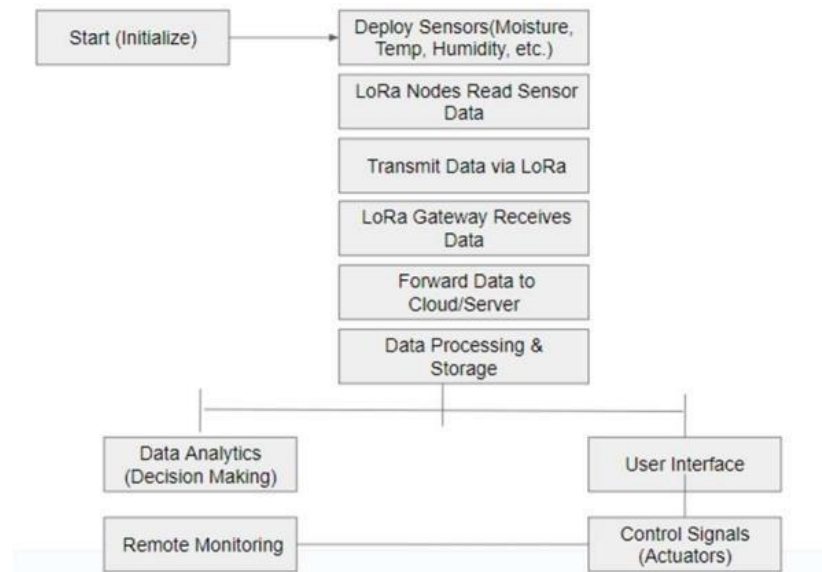 Start (Initialize)
Deploy Sensors(Moisture,
Temp, Humidity, etc.)
LoRa Nodes Read Sensor
Data
Transmit Data via LoRa
LoRa Gateway Receives
Data
Forward Data to
Cloud/Server
Data Processing &
Storage
Data Analytics
(Decision Making)
User Interface
Remote Monitoring
Control Signals
(Actuators)